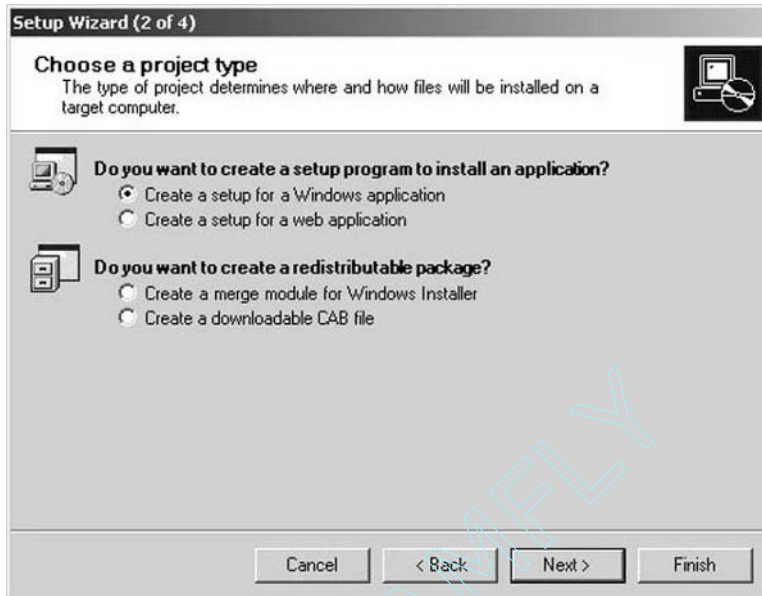 Setup Wizard (2 of 4)
Choose a project type
The type of project determines where and how files will be installed on a
target computer.
Do you want to create a setup program to install an application?
Create a setup for a Windows application
Create a setup for a web application
Do you want to create a redistributable package?
Create a merge module for Windows Installer
Create a downloadable CAB file
AMFLY
Cancel
< Back
Next >
Finish